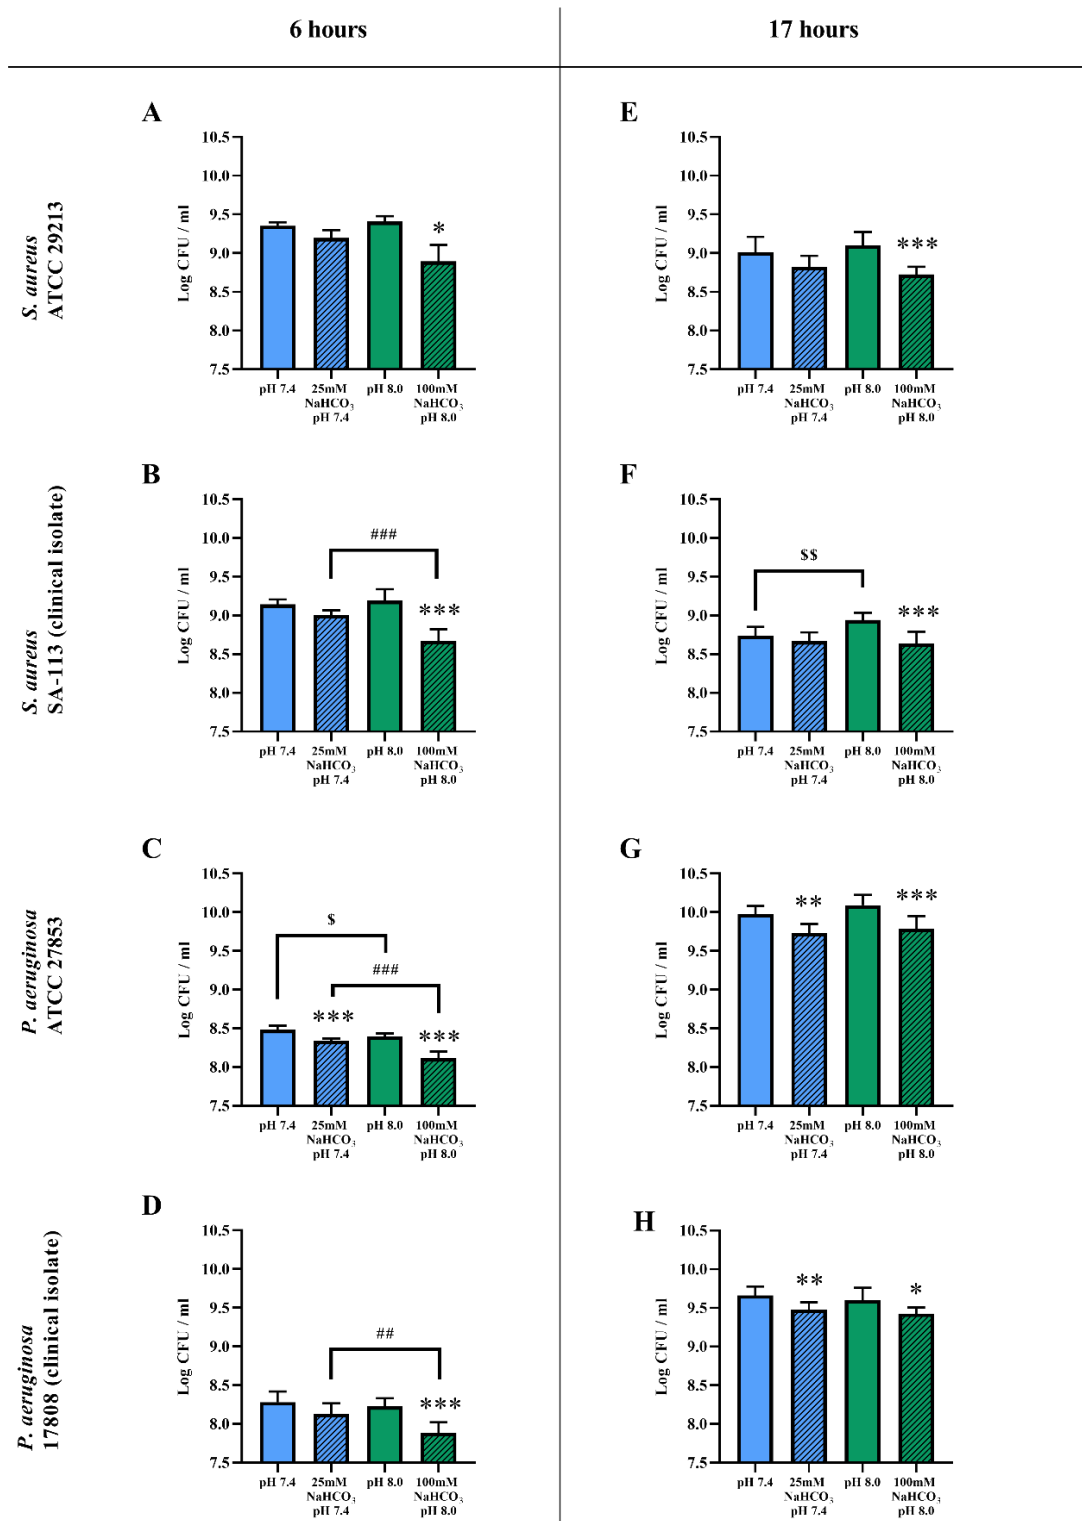 6 hours
17 hours
S. aureus
ATCC 29213
A
10.5
10.0
9.5
9.0
8.5
8.0
7.5
Log CFU / ml
*
pH 7.4
25mM
NaHCO₃
pH 7.4
pH 8.0
100mM
NaHCO₃
pH 8.0
E
10.5
10.0
9.5
9.0
8.5
8.0
7.5
Log CFU / ml
***
pH 7.4
25mM
NaHCO₃
pH 7.4
pH 8.0
100mM
NaHCO₃
pH 8.0
S. aureus
SA-113 (clinical isolate)
B
10.5
10.0
9.5
9.0
8.5
8.0
7.5
Log CFU / ml
###
***
pH 7.4
25mM
NaHCO₃
pH 7.4
pH 8.0
100mM
NaHCO₃
pH 8.0
F
10.5
10.0
9.5
9.0
8.5
8.0
7.5
Log CFU / ml
$$
***
pH 7.4
25mM
NaHCO₃
pH 7.4
pH 8.0
100mM
NaHCO₃
pH 8.0
P. aeruginosa
ATCC 27853
C
10.5
10.0
9.5
9.0
8.5
8.0
7.5
Log CFU / ml
$
###
***
***
pH 7.4
25mM
NaHCO₃
pH 7.4
pH 8.0
100mM
NaHCO₃
pH 8.0
G
10.5
10.0
9.5
9.0
8.5
8.0
7.5
Log CFU / ml
**
***
pH 7.4
25mM
NaHCO₃
pH 7.4
pH 8.0
100mM
NaHCO₃
pH 8.0
P. aeruginosa
17808 (clinical isolate)
D
10.5
10.0
9.5
9.0
8.5
8.0
7.5
Log CFU / ml
##
***
pH 7.4
25mM
NaHCO₃
pH 7.4
pH 8.0
100mM
NaHCO₃
pH 8.0
H
10.5
10.0
9.5
9.0
8.5
8.0
7.5
Log CFU / ml
**
*
pH 7.4
25mM
NaHCO₃
pH 7.4
pH 8.0
100mM
NaHCO₃
pH 8.0